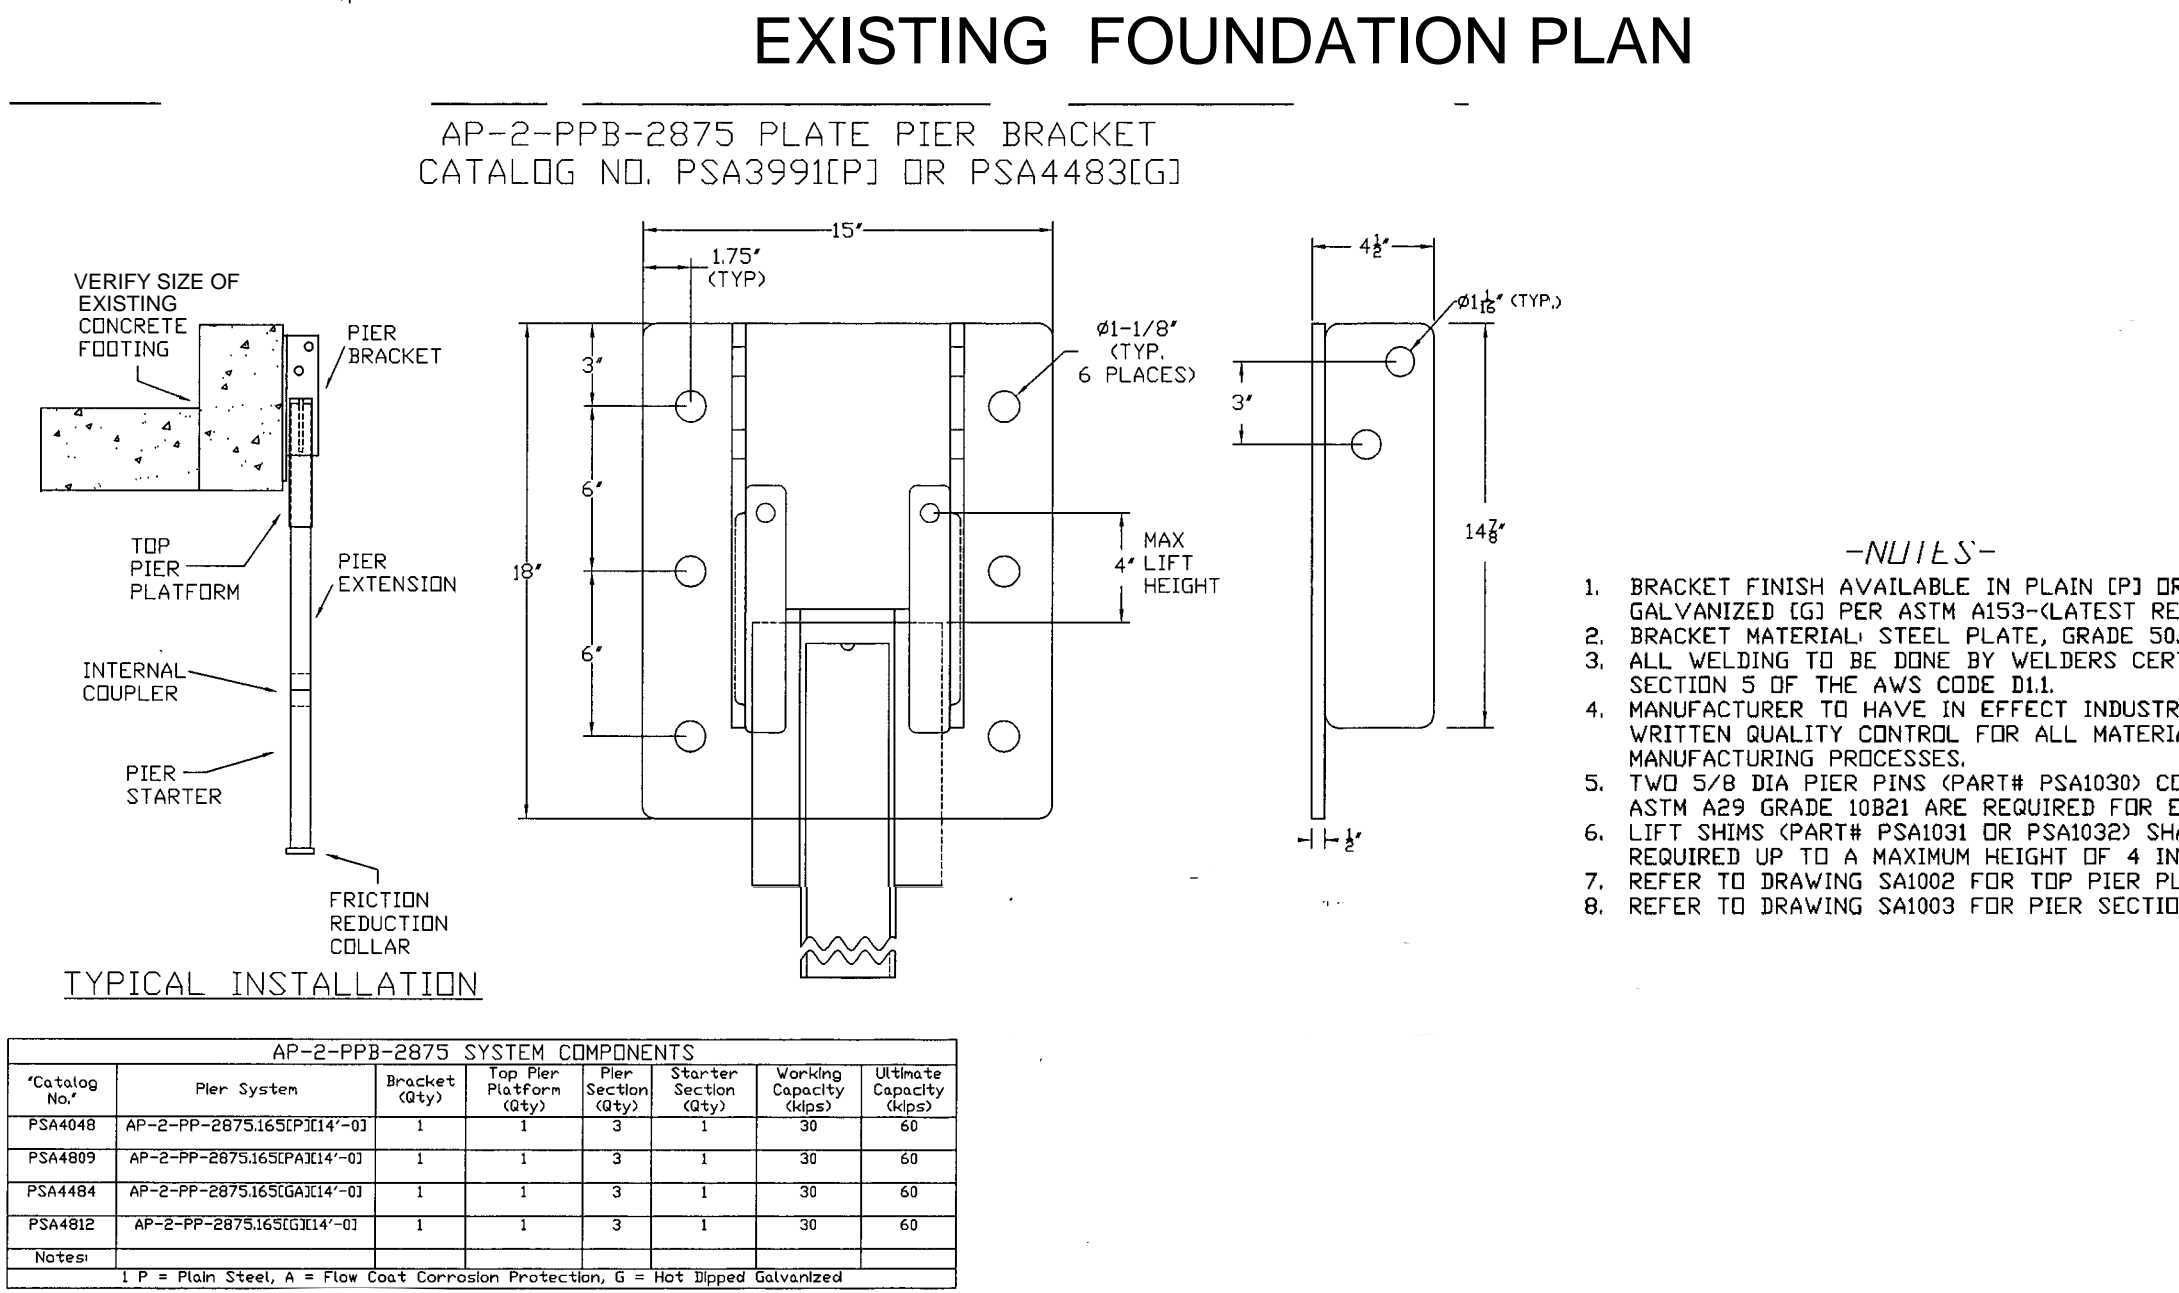 EXISTING FOUNDATION PLAN
AP-2-PPB-2875 PLATE PIER BRACKET
CATALOG NO. PSA3991[P] OR PSA4483[G]
VERIFY SIZE OF
EXISTING
CONCRETE
FOOTING
PIER
BRACKET
TOP
PIER
PLATFORM
PIER
EXTENSION
INTERNAL
COUPLER
PIER
STARTER
FRICTION
REDUCTION
COLLAR
TYPICAL INSTALLATION
15"
1.75"
(TYP)
3"
6"
18"
6"
Ø1-1/8"
(TYP.
6 PLACES)
4"
MAX
LIFT
HEIGHT
4½"
Ø1 1/16" (TYP.)
3"
14⅞"
½"
-NOTES-
1. BRACKET FINISH AVAILABLE IN PLAIN [P] OR
GALVANIZED [G] PER ASTM A153-(LATEST RE
2. BRACKET MATERIAL: STEEL PLATE, GRADE 50.
3. ALL WELDING TO BE DONE BY WELDERS CERT
SECTION 5 OF THE AWS CODE D1.1.
4. MANUFACTURER TO HAVE IN EFFECT INDUSTR
WRITTEN QUALITY CONTROL FOR ALL MATERIA
MANUFACTURING PROCESSES.
5. TWO 5/8 DIA PIER PINS (PART# PSA1030) CO
ASTM A29 GRADE 10B21 ARE REQUIRED FOR E
6. LIFT SHIMS (PART# PSA1031 OR PSA1032) SHA
REQUIRED UP TO A MAXIMUM HEIGHT OF 4 IN
7. REFER TO DRAWING SA1002 FOR TOP PIER PL
8. REFER TO DRAWING SA1003 FOR PIER SECTIO
AP-2-PPB-2875 SYSTEM COMPONENTS
"Catalog No." Pier System Bracket (Qty) Top Pier Platform (Qty) Pier Section (Qty) Starter Section (Qty) Working Capacity (kips) Ultimate Capacity (kips)
PSA4048 AP-2-PP-2875.165[P][14'-0] 1 1 3 1 30 60
PSA4809 AP-2-PP-2875.165[PA][14'-0] 1 1 3 1 30 60
PSA4484 AP-2-PP-2875.165[GA][14'-0] 1 1 3 1 30 60
PSA4812 AP-2-PP-2875.165[G][14'-0] 1 1 3 1 30 60
Notes:
1 P = Plain Steel, A = Flow Coat Corrosion Protection, G = Hot Dipped Galvanized